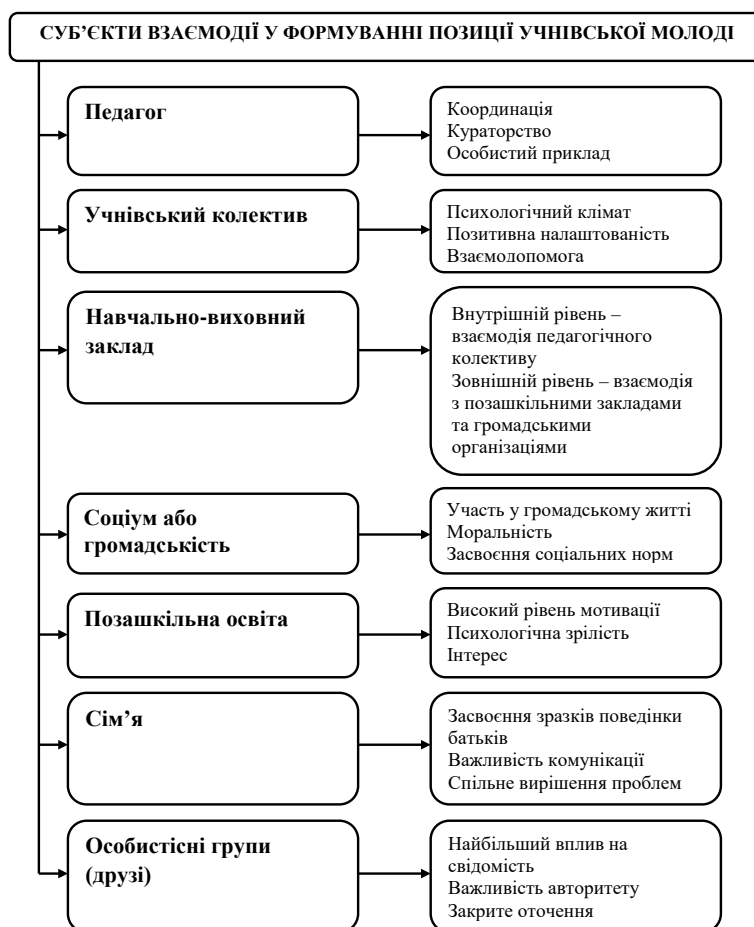 СУБ’ЄКТИ ВЗАЄМОДІЇ У ФОРМУВАННІ ПОЗИЦІЇ УЧНІВСЬКОЇ МОЛОДІ
Педагог
Координація
Кураторство
Особистий приклад
Учнівський колектив
Психологічний клімат
Позитивна налаштованість
Взаємодопомога
Навчально-виховний
заклад
Внутрішній рівень –
взаємодія педагогічного
колективу
Зовнішній рівень – взаємодія
з позашкільними закладами
та громадськими
організаціями
Соціум або
громадськість
Участь у громадському житті
Моральність
Засвоєння соціальних норм
Позашкільна освіта
Високий рівень мотивації
Психологічна зрілість
Інтерес
Сім’я
Засвоєння зразків поведінки
батьків
Важливість комунікації
Спільне вирішення проблем
Особистісні групи
(друзі)
Найбільший вплив на
свідомість
Важливість авторитету
Закрите оточення